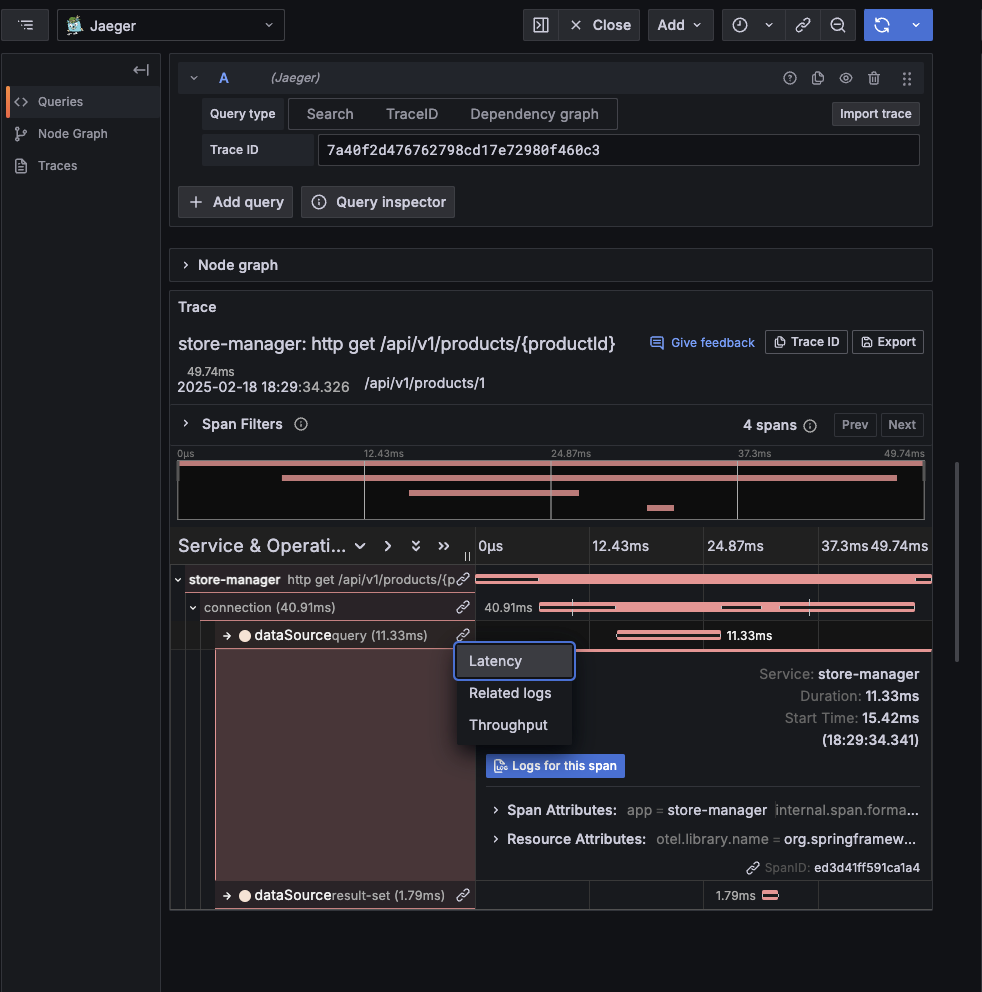 Jaeger
Close
Add
Queries
Node Graph
Traces
A (Jaeger)
Query type Search TraceID Dependency graph Import trace
Trace ID 7a40f2d476762798cd17e72980f460c3
+ Add query Query inspector
Node graph
Trace
store-manager: http get /api/v1/products/{productId} Give feedback Trace ID Export
49.74ms
2025-02-18 18:29:34.326 /api/v1/products/1
Span Filters 4 spans Prev Next
0μs 12.43ms 24.87ms 37.3ms 49.74ms
Service & Operati... 0μs 12.43ms 24.87ms 37.3ms 49.74ms
store-manager http get /api/v1/products/{p
connection (40.91ms) 40.91ms
dataSource query (11.33ms) 11.33ms
Latency
Related logs
Throughput
Service: store-manager
Duration: 11.33ms
Start Time: 15.42ms
(18:29:34.341)
Logs for this span
Span Attributes: app = store-manager internal.span.forma...
Resource Attributes: otel.library.name = org.springframew...
SpanID: ed3d41ff591ca1a4
dataSource result-set (1.79ms) 1.79ms